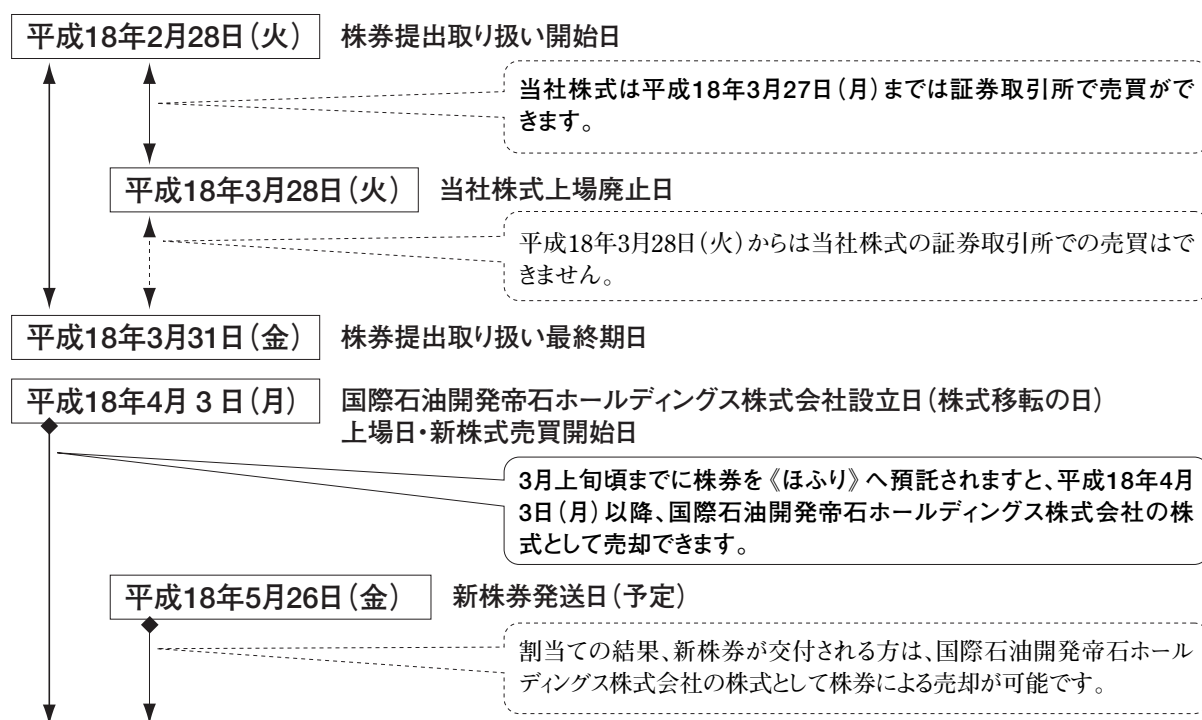 平成18年2月28日（火） 株券提出取り扱い開始日
当社株式は平成18年3月27日（月）までは証券取引所で売買がで
きます。
平成18年3月28日（火） 当社株式上場廃止日
平成18年3月28日（火）からは当社株式の証券取引所での売買はで
きません。
平成18年3月31日（金） 株券提出取り扱い最終期日
平成18年4月3日（月） 国際石油開発帝石ホールディングス株式会社設立日（株式移転の日）
上場日・新株式売買開始日
3月上旬頃までに株券を《ほふり》へ預託されますと、平成18年4月
3日（月）以降、国際石油開発帝石ホールディングス株式会社の株
式として売却できます。
平成18年5月26日（金） 新株券発送日（予定）
割当ての結果、新株券が交付される方は、国際石油開発帝石ホール
ディングス株式会社の株式として株券による売却が可能です。